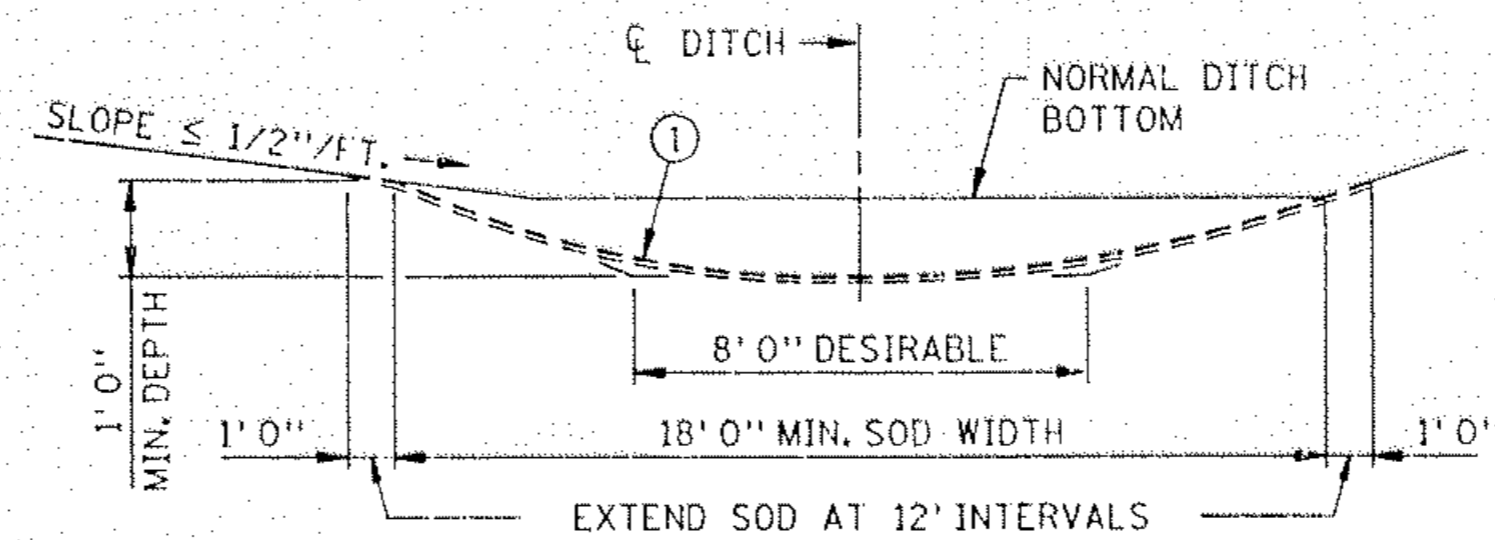 ℄ DITCH
NORMAL DITCH
BOTTOM
SLOPE ≤ 1/2"/FT.
1
1'0"
MIN. DEPTH
8'0" DESIRABLE
1'0"
18'0" MIN. SOD WIDTH
1'0'
EXTEND SOD AT 12' INTERVALS